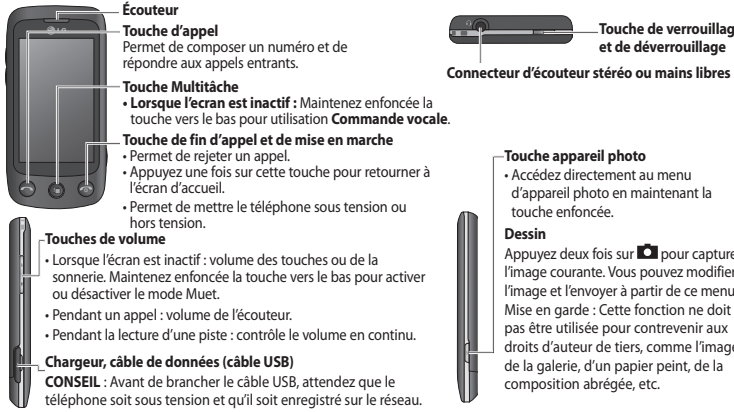 Écouteur
Touche d'appel
Permet de composer un numéro et de
répondre aux appels entrants.
Touche Multitâche
• Lorsque l'ecran est inactif : Maintenez enfoncée la
touche vers le bas pour utilisation Commande vocale.
Touche de fin d'appel et de mise en marche
• Permet de rejeter un appel.
• Appuyez une fois sur cette touche pour retourner à
l'écran d'accueil.
• Permet de mettre le téléphone sous tension ou
hors tension.
Touches de volume
• Lorsque l'écran est inactif : volume des touches ou de la
sonnerie. Maintenez enfoncée la touche vers le bas pour activer
ou désactiver le mode Muet.
• Pendant un appel : volume de l'écouteur.
• Pendant la lecture d'une piste : contrôle le volume en continu.
Chargeur, câble de données (câble USB)
CONSEIL : Avant de brancher le câble USB, attendez que le
téléphone soit sous tension et qu'il soit enregistré sur le réseau.
LG
Touche de verrouillag
et de déverrouillage
Connecteur d'écouteur stéréo ou mains libres
Touche appareil photo
• Accédez directement au menu
d'appareil photo en maintenant la
touche enfoncée.
Dessin
Appuyez deux fois sur pour capture
l'image courante. Vous pouvez modifier
l'image et l'envoyer à partir de ce menu
Mise en garde : Cette fonction ne doit
pas être utilisée pour contrevenir aux
droits d'auteur de tiers, comme l'image
de la galerie, d'un papier peint, de la
composition abrégée, etc.